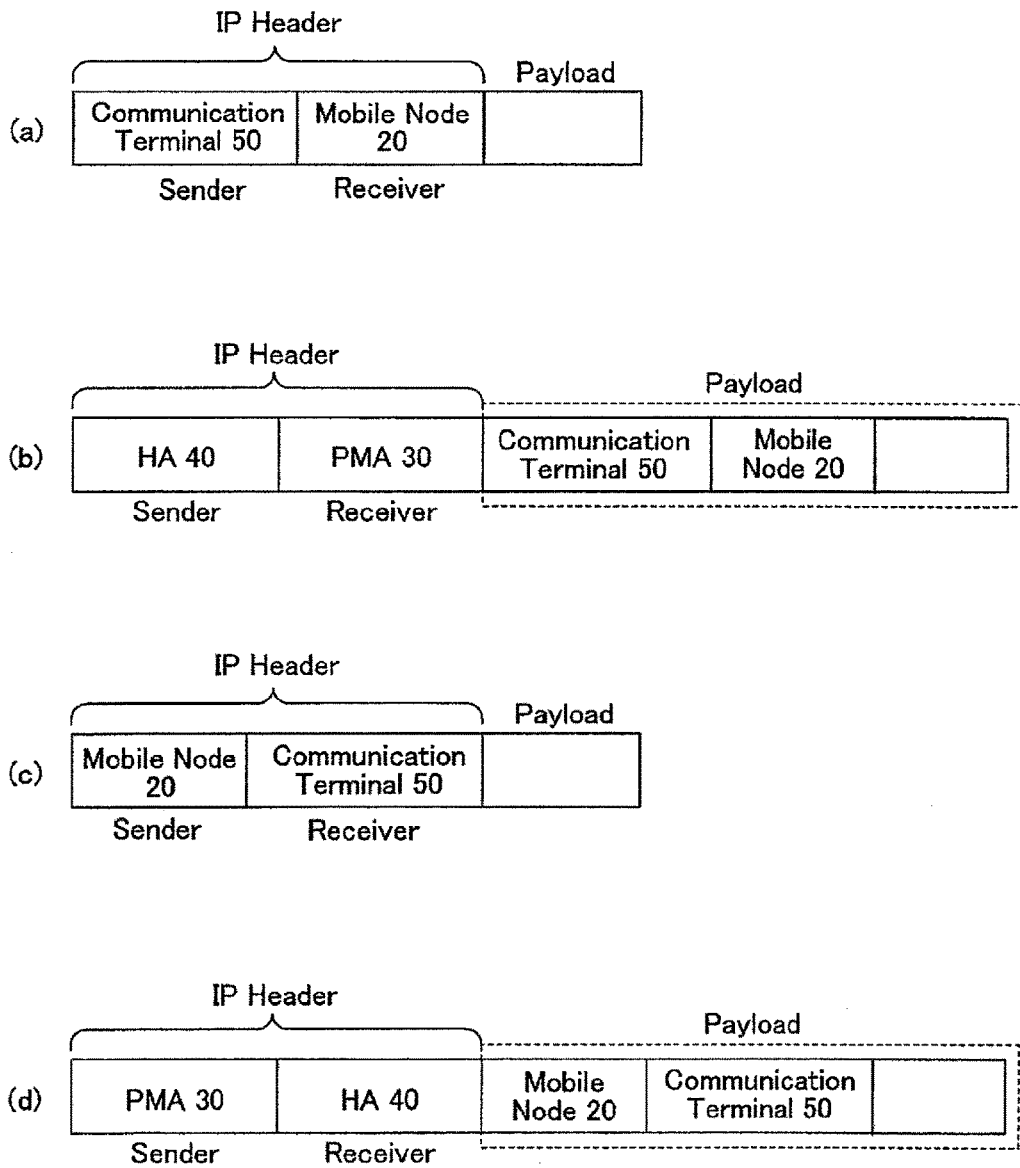 IP Header
Payload
(a)
Communication
Terminal 50
Mobile Node
20
Sender
Receiver
IP Header
Payload
(b)
HA 40
PMA 30
Communication
Terminal 50
Mobile
Node 20
Sender
Receiver
IP Header
Payload
(c)
Mobile Node
20
Communication
Terminal 50
Sender
Receiver
IP Header
Payload
(d)
PMA 30
HA 40
Mobile
Node 20
Communication
Terminal 50
Sender
Receiver